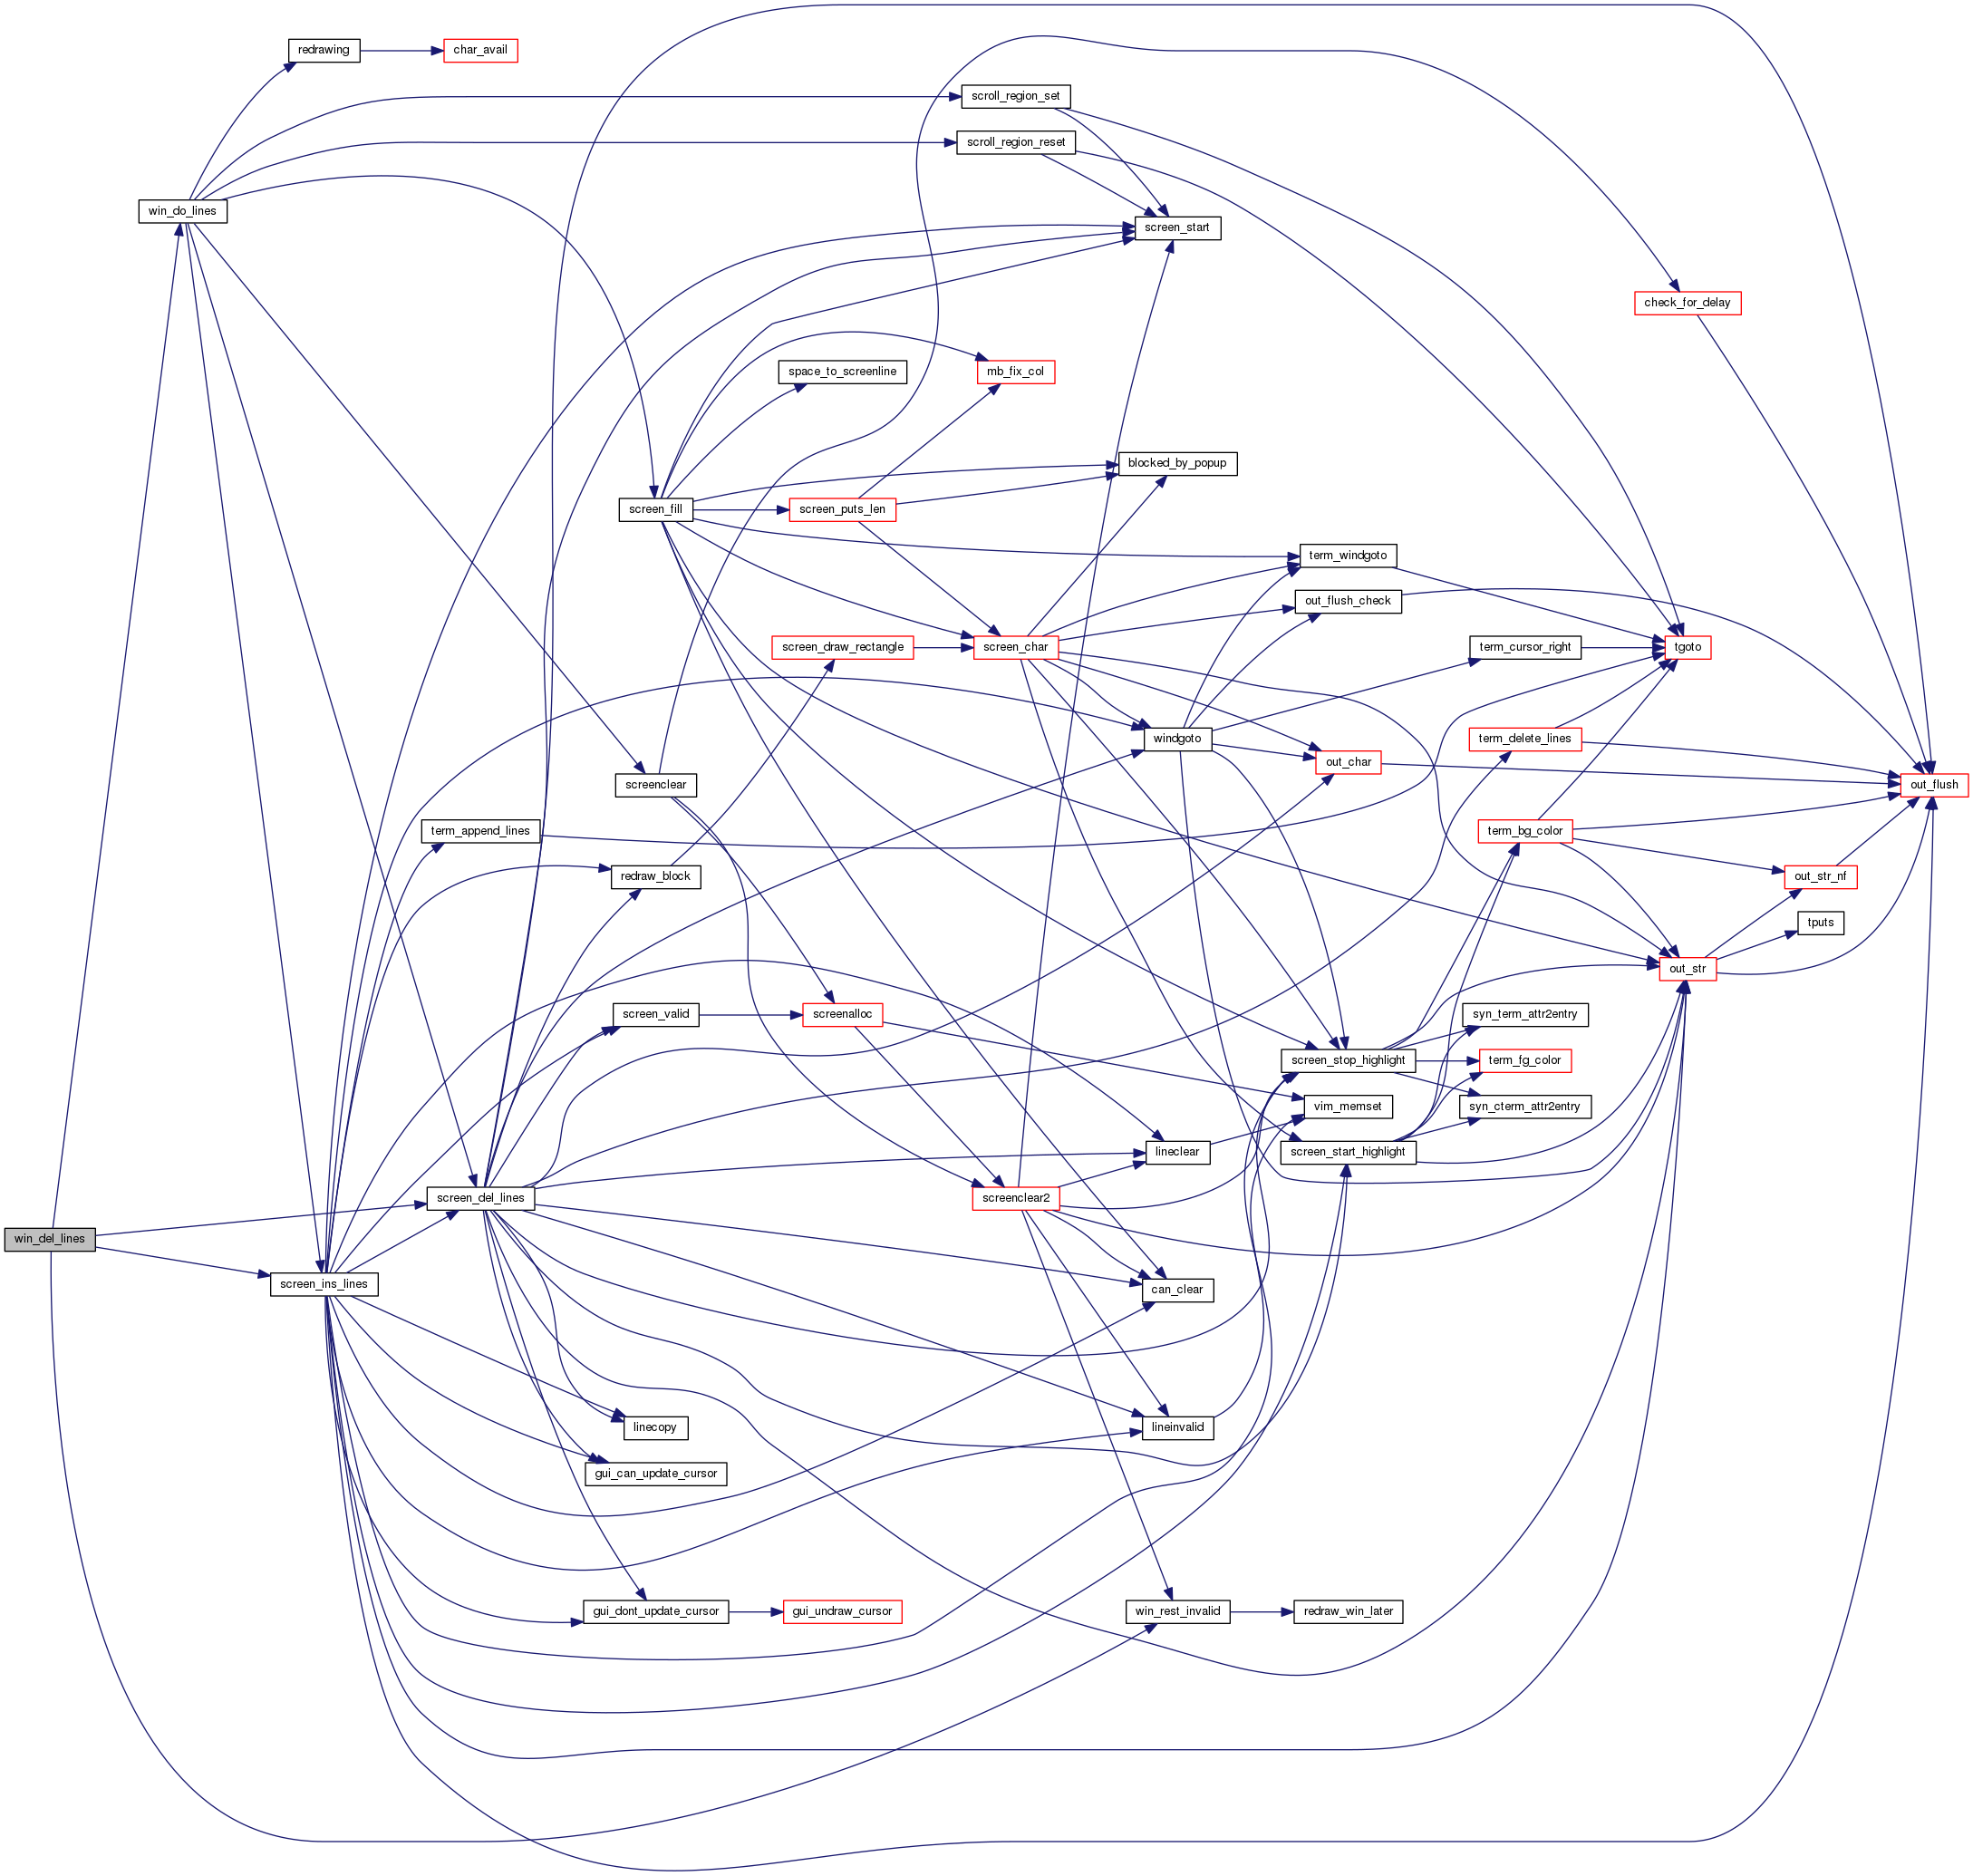 redrawing
char_avail
scroll_region_set
scroll_region_reset
win_do_lines
screen_start
check_for_delay
space_to_screenline
mb_fix_col
blocked_by_popup
screen_fill
screen_puts_len
term_windgoto
out_flush_check
screen_draw_rectangle
screen_char
term_cursor_right
tgoto
windgoto
term_delete_lines
out_char
screenclear
out_flush
term_append_lines
term_bg_color
redraw_block
out_str_nf
tputs
out_str
screen_valid
screenalloc
syn_term_attr2entry
screen_stop_highlight
term_fg_color
vim_memset
syn_cterm_attr2entry
lineclear
screen_start_highlight
screen_del_lines
screenclear2
win_del_lines
screen_ins_lines
can_clear
linecopy
lineinvalid
gui_can_update_cursor
gui_dont_update_cursor
gui_undraw_cursor
win_rest_invalid
redraw_win_later